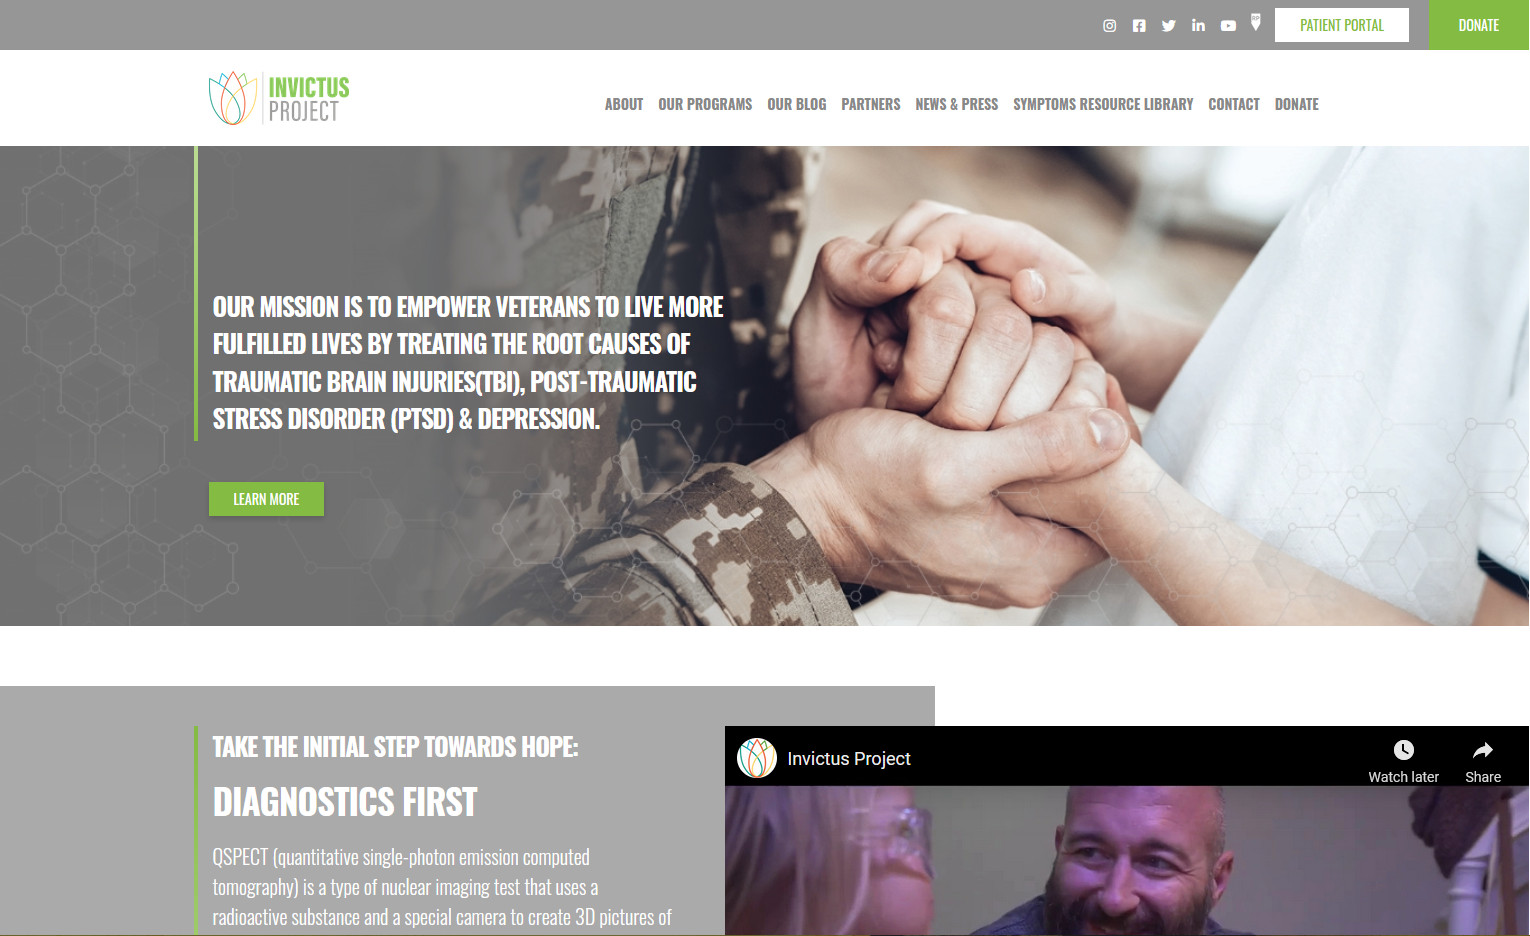 PATIENT PORTAL
DONATE
INVICTUS
PROJECT
ABOUT OUR PROGRAMS OUR BLOG PARTNERS NEWS & PRESS SYMPTOMS RESOURCE LIBRARY CONTACT DONATE
OUR MISSION IS TO EMPOWER VETERANS TO LIVE MORE
FULFILLED LIVES BY TREATING THE ROOT CAUSES OF
TRAUMATIC BRAIN INJURIES(TBI), POST-TRAUMATIC
STRESS DISORDER (PTSD) & DEPRESSION.
LEARN MORE
TAKE THE INITIAL STEP TOWARDS HOPE:
DIAGNOSTICS FIRST
QSPECT (quantitative single-photon emission computed
tomography) is a type of nuclear imaging test that uses a
radioactive substance and a special camera to create 3D pictures of
Invictus Project
Watch later
Share